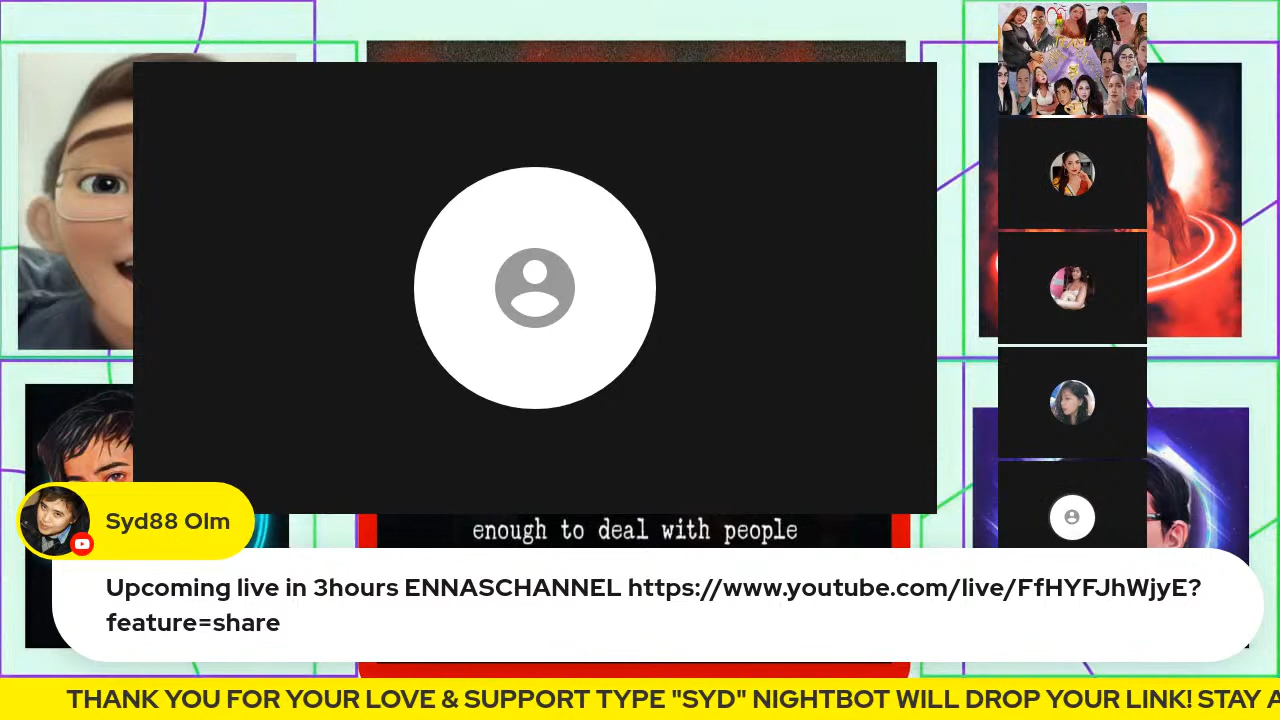 enough to deal with people
Syd88 Olm
Upcoming live in 3hours ENNASCHANNEL https://www.youtube.com/live/FfHYFJhWjyE?
feature=share
THANK YOU FOR YOUR LOVE & SUPPORT TYPE "SYD" NIGHTBOT WILL DROP YOUR LINK! STAY A